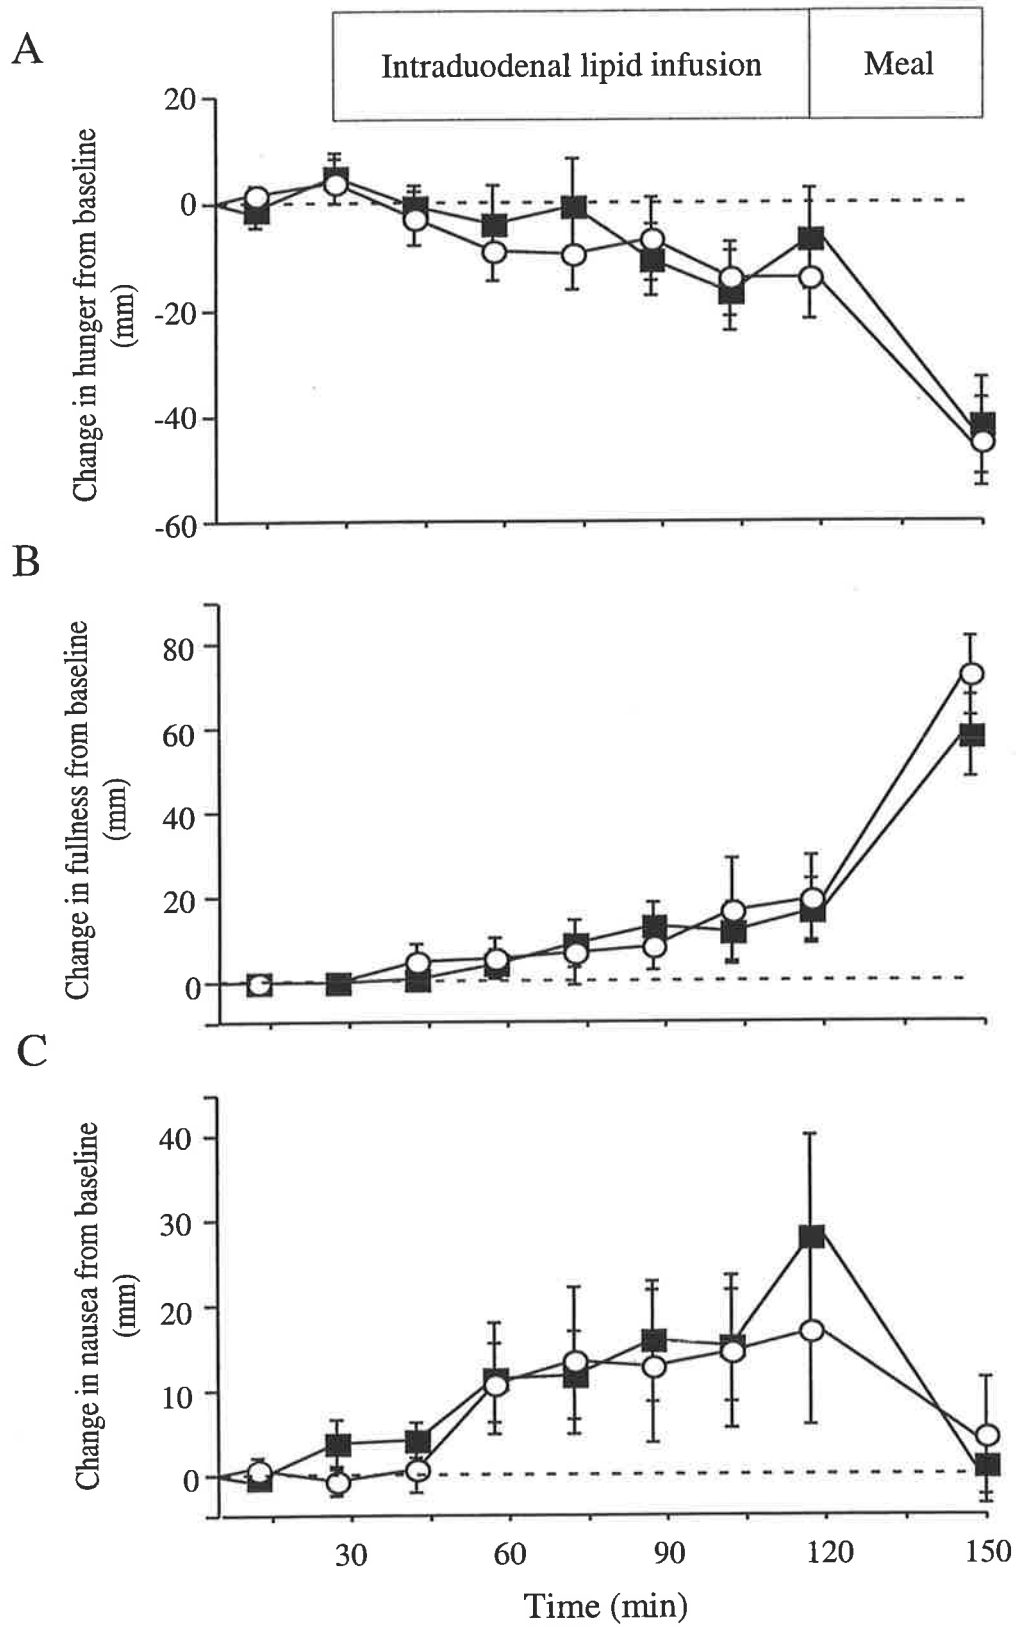 A
Intraduodenal lipid infusion
Meal
Change in hunger from baseline
(mm)
20
0
-20
-40
-60
B
Change in fullness from baseline
(mm)
80
60
40
20
0
C
Change in nausea from baseline
(mm)
40
30
20
10
0
30
60
90
120
150
Time (min)